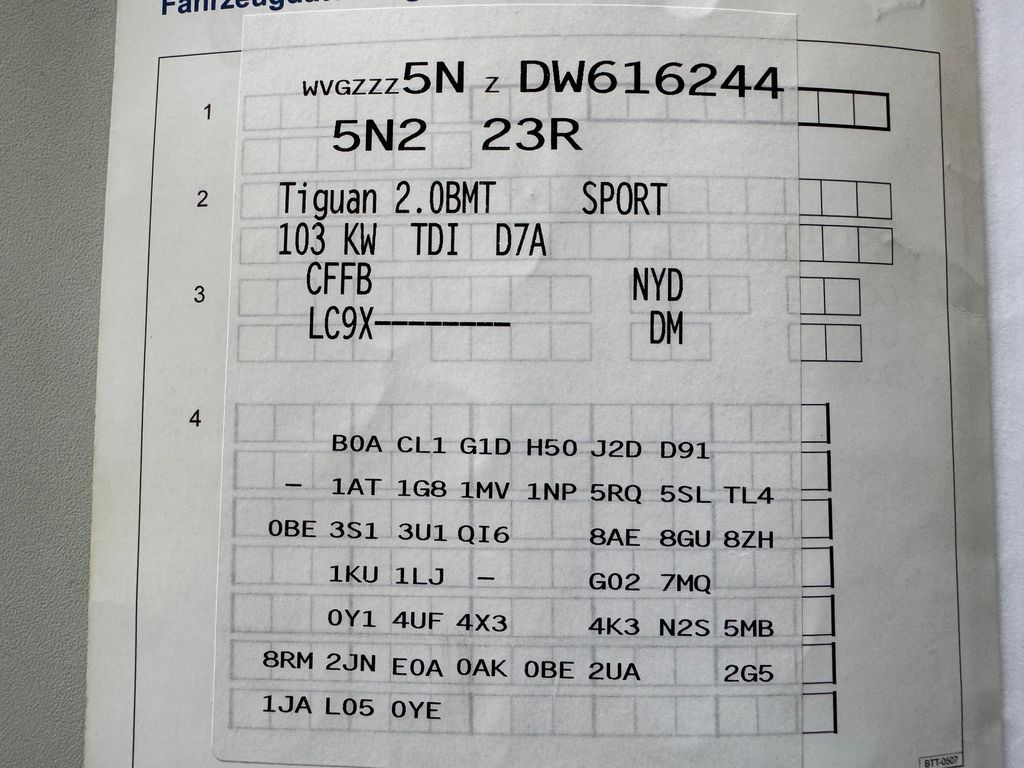 1
WVGZZZ5N Z DW616244
5N2 23R
2
Tiguan 2.0BMT SPORT
103 KW TDI D7A
3
CFFB NYD
LC9X-------- DM
4
B0A CL1 G1D H50 J2D D91
– 1AT 1G8 1MV 1NP 5RQ 5SL TL4
0BE 3S1 3U1 QI6 8AE 8GU 8ZH
1KU 1LJ – G02 7MQ
0Y1 4UF 4X3 4K3 N2S 5MB
8RM 2JN E0A 0AK 0BE 2UA 2G5
1JA L05 0YE
BTT-0507